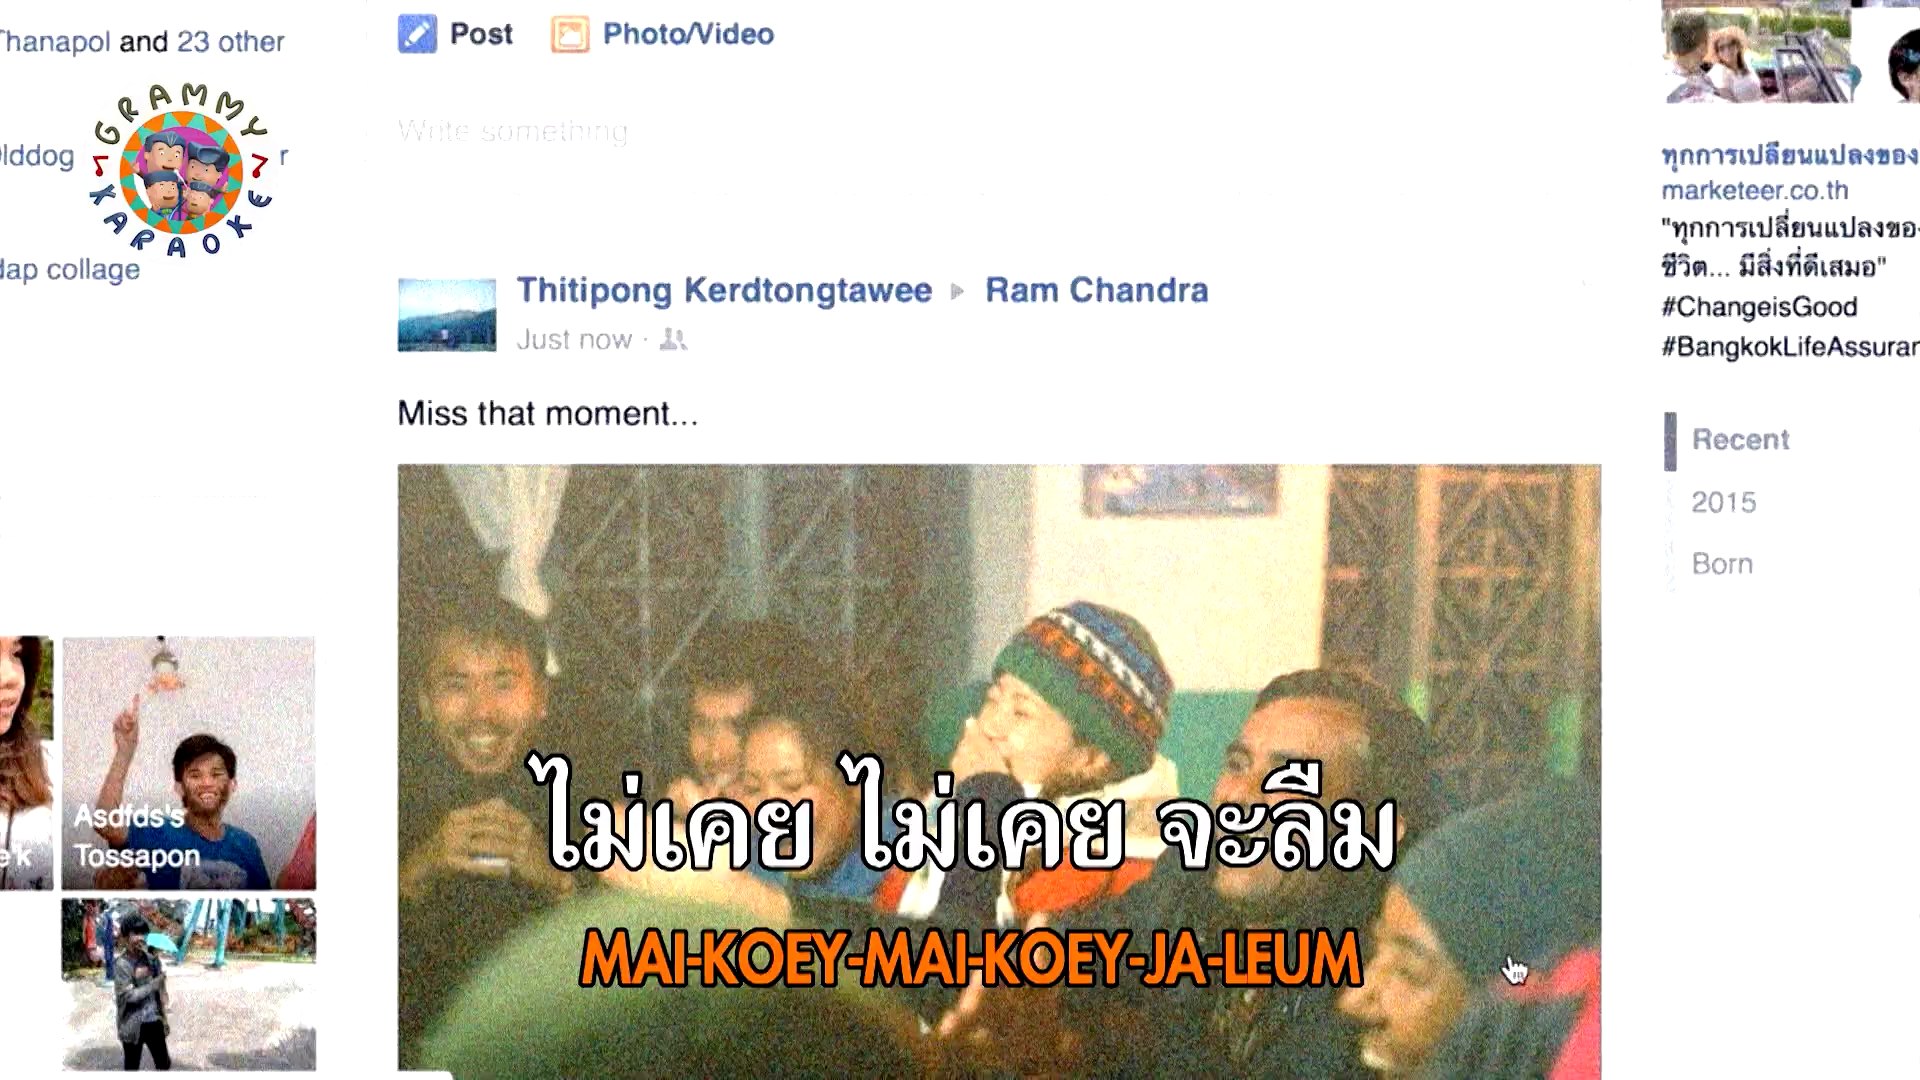 Thanapol and 23 other
Post
Photo/Video
Write something
GRAMMY
KARAOKE
lddog
r
dap collage
Thitipong Kerdtongtawee ▸ Ram Chandra
Just now ·
Miss that moment...
Asdfds's
Tossapon
ek
ทุกการเปลี่ยนแปลงของ
marketeer.co.th
"ทุกการเปลี่ยนแปลงขอ
ชีวิต... มีสิ่งที่ดีเสมอ"
#ChangeisGood
#BangkokLifeAssuran
Recent
2015
Born
ไม่เคย ไม่เคย จะลืม
MAI-KOEY-MAI-KOEY-JA-LEUM